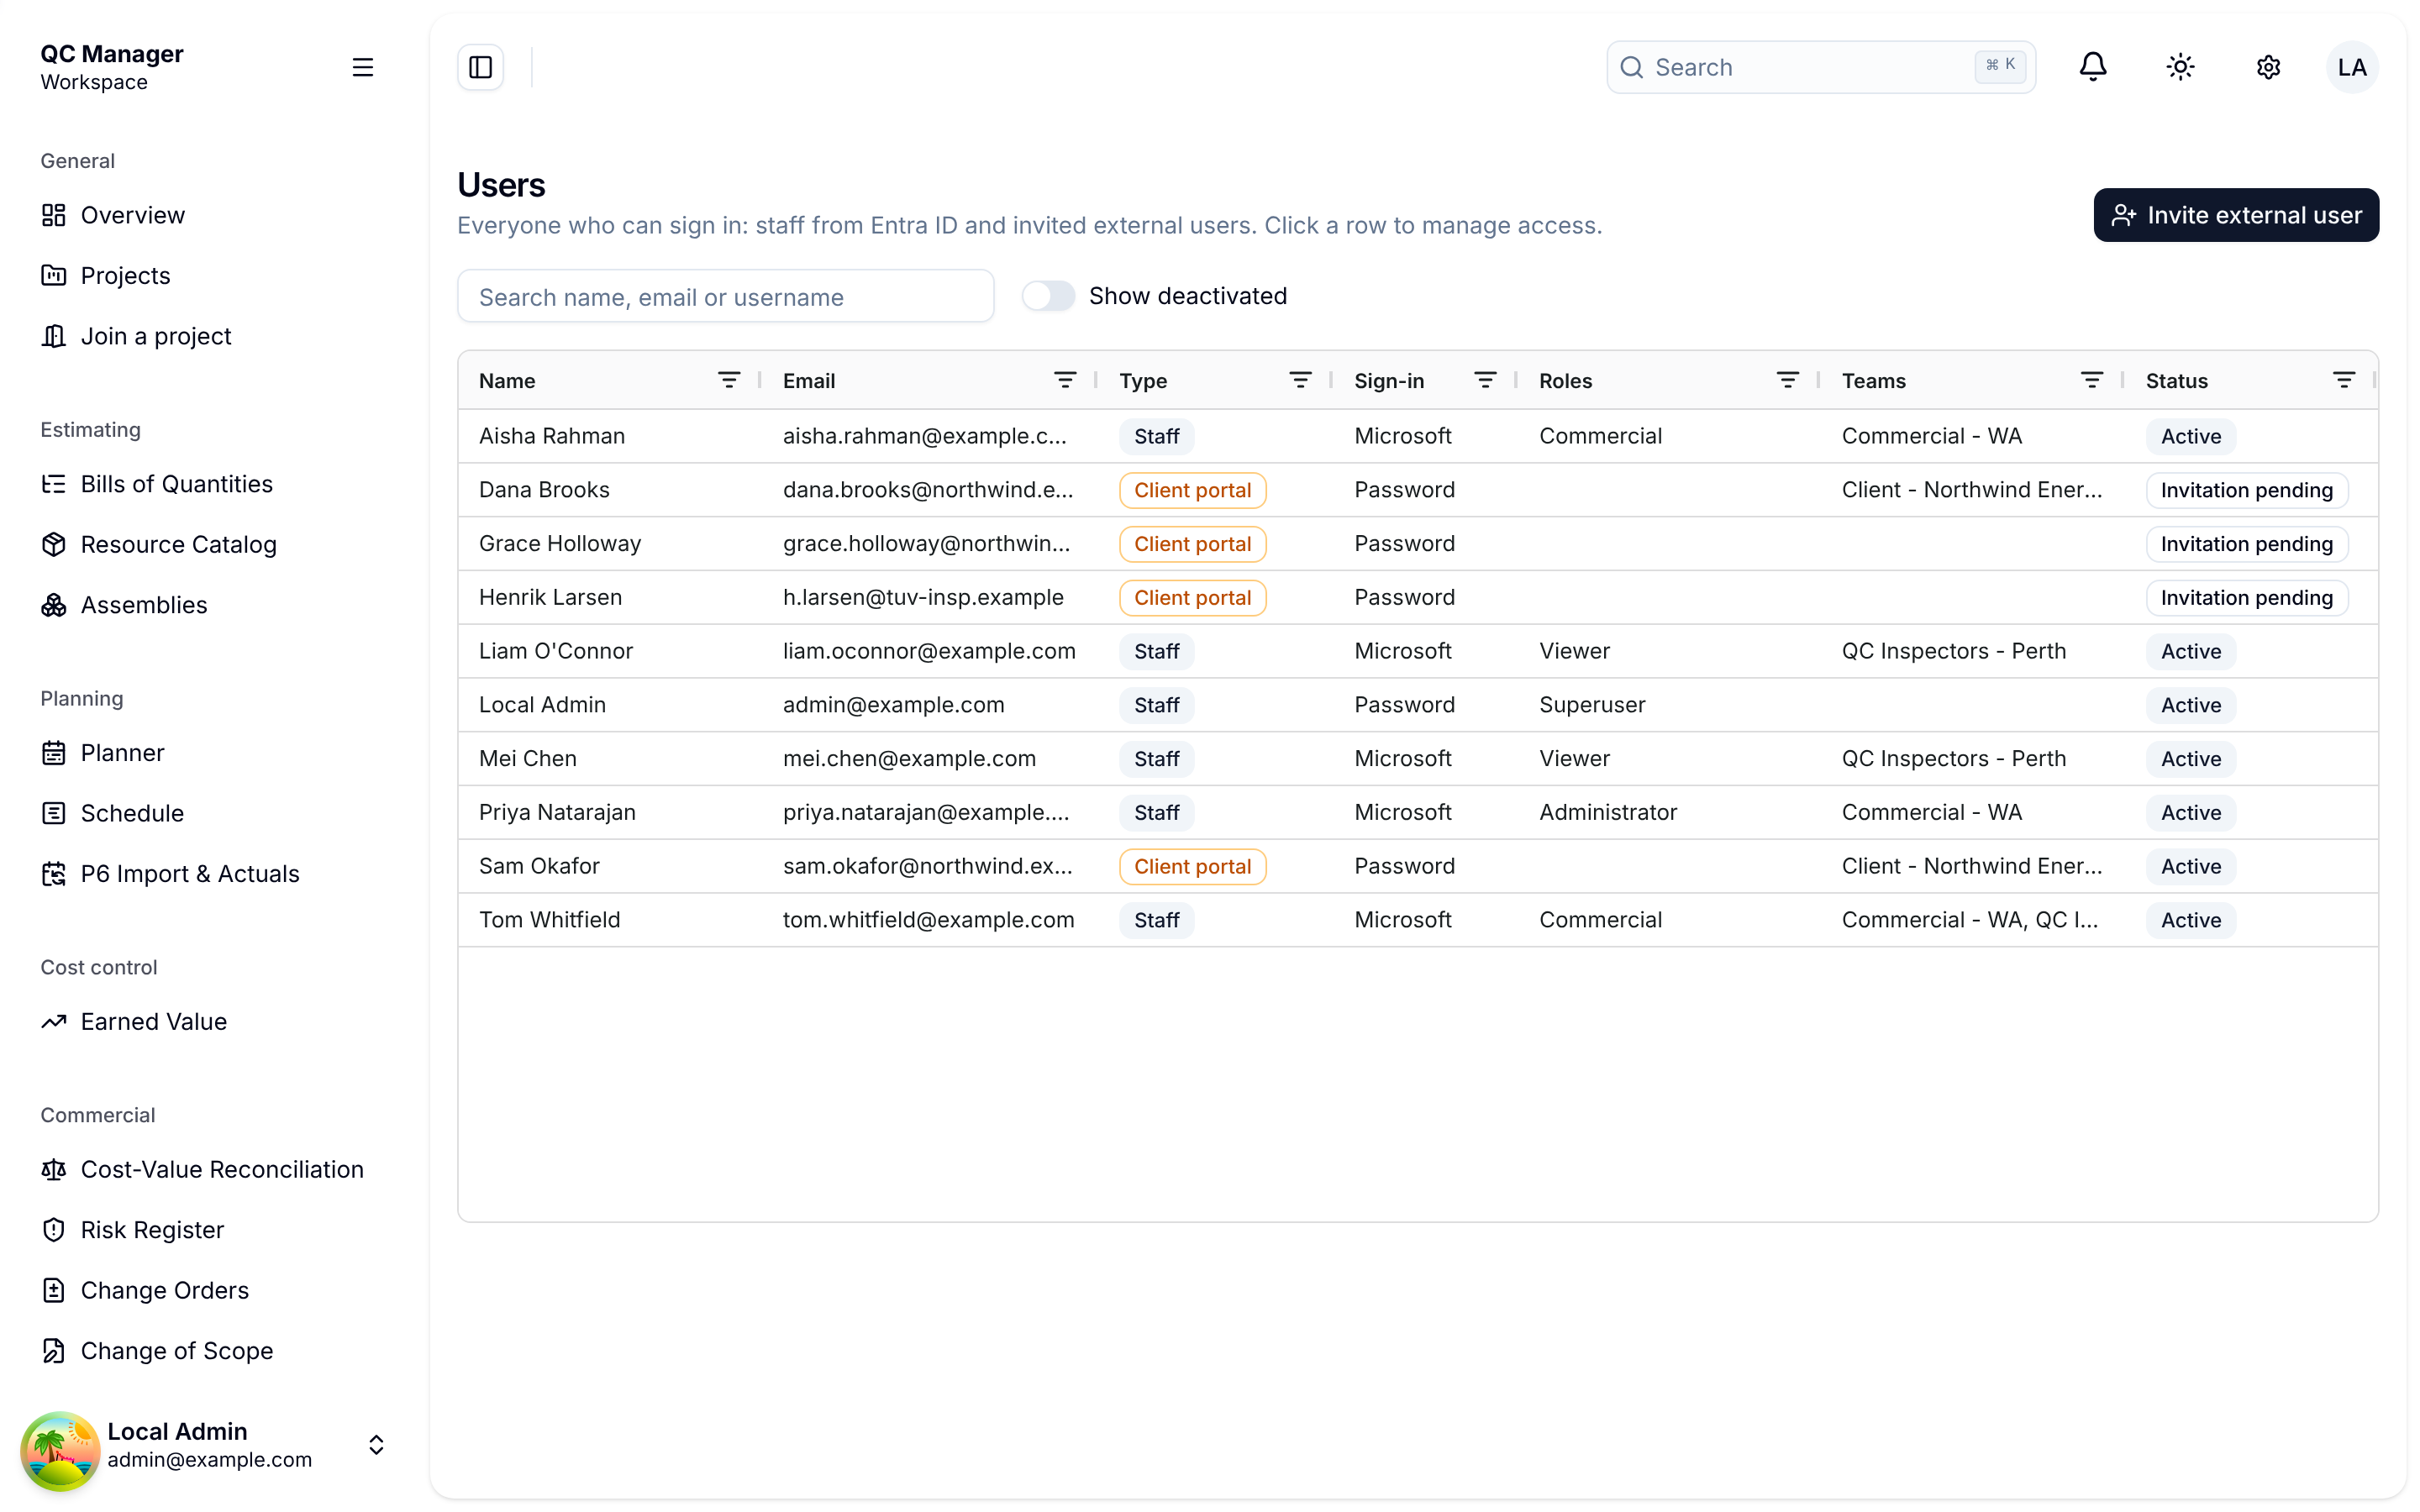 QC Manager
Workspace
Search
⌘ K
LA
General
Overview
Projects
Join a project
Estimating
Bills of Quantities
Resource Catalog
Assemblies
Planning
Planner
Schedule
P6 Import & Actuals
Cost control
Earned Value
Commercial
Cost-Value Reconciliation
Risk Register
Change Orders
Change of Scope
Local Admin
admin@example.com
Users
Everyone who can sign in: staff from Entra ID and invited external users. Click a row to manage access.
Invite external user
Search name, email or username
Show deactivated
Name Email Type Sign-in Roles Teams Status
Aisha Rahman aisha.rahman@example.c... Staff Microsoft Commercial Commercial - WA Active
Dana Brooks dana.brooks@northwind.e... Client portal Password Client - Northwind Ener... Invitation pending
Grace Holloway grace.holloway@northwin... Client portal Password Invitation pending
Henrik Larsen h.larsen@tuv-insp.example Client portal Password Invitation pending
Liam O'Connor liam.oconnor@example.com Staff Microsoft Viewer QC Inspectors - Perth Active
Local Admin admin@example.com Staff Password Superuser Active
Mei Chen mei.chen@example.com Staff Microsoft Viewer QC Inspectors - Perth Active
Priya Natarajan priya.natarajan@example.... Staff Microsoft Administrator Commercial - WA Active
Sam Okafor sam.okafor@northwind.ex... Client portal Password Client - Northwind Ener... Active
Tom Whitfield tom.whitfield@example.com Staff Microsoft Commercial Commercial - WA, QC I... Active